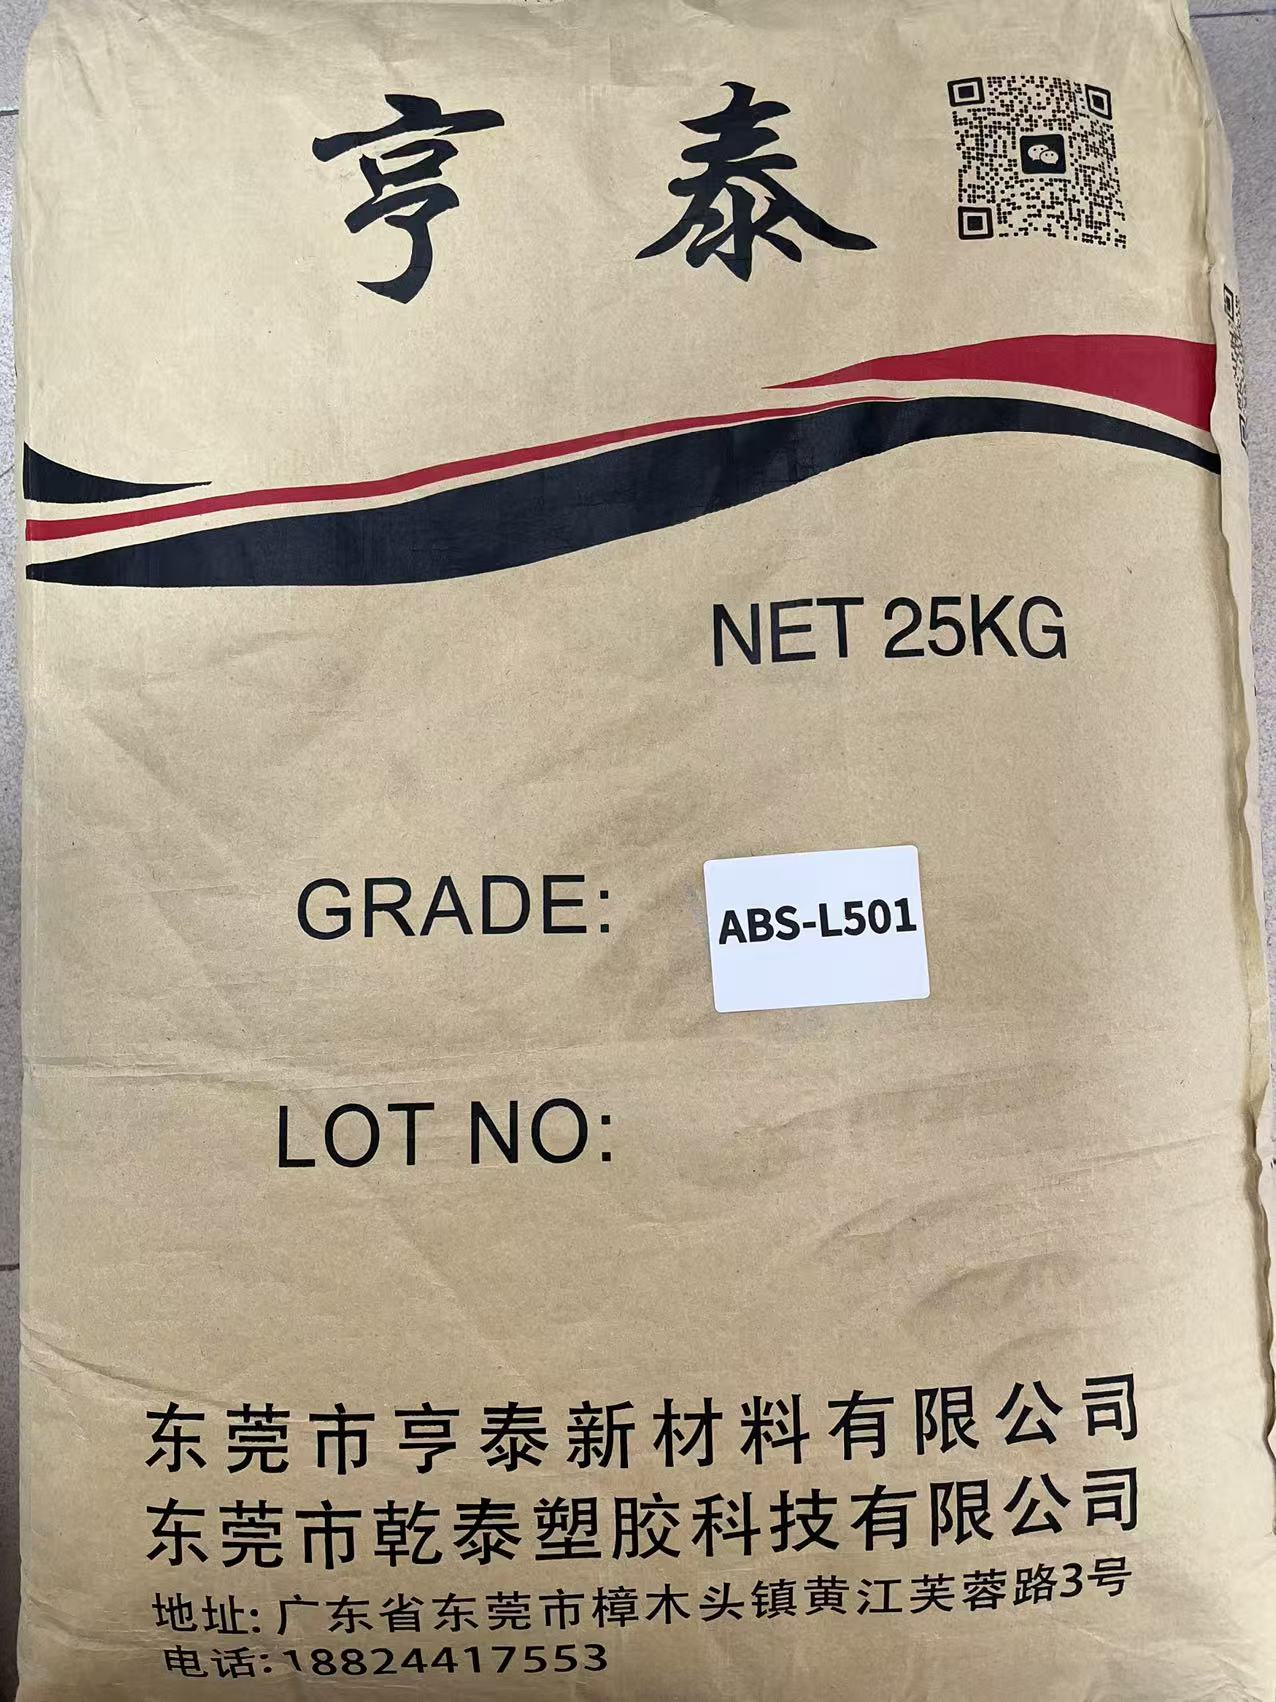 亨泰
NET 25KG
GRADE: ABS-L501
LOT NO:
东莞市亨泰新材料有限公司
东莞市乾泰塑胶科技有限公司
地址: 广东省东莞市樟木头镇黄江芙蓉路3号
电话: 18824417553